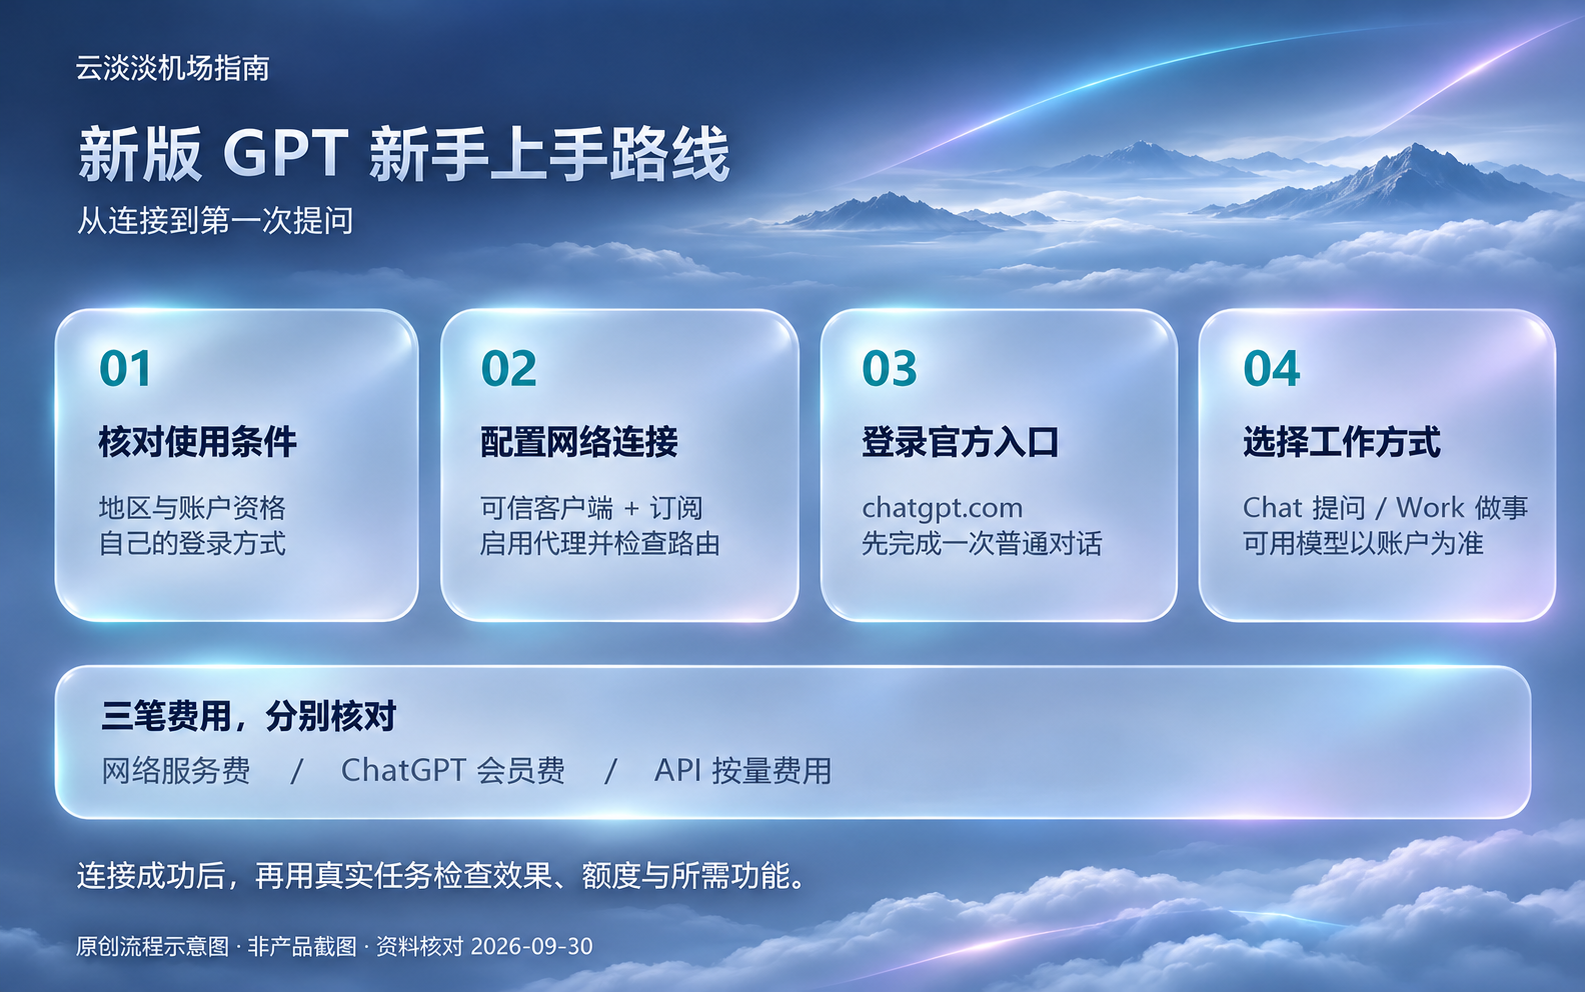 云淡淡机场指南
新版 GPT 新手上手路线
从连接到第一次提问
01
核对使用条件
地区与账户资格
自己的登录方式
02
配置网络连接
可信客户端 + 订阅
启用代理并检查路由
03
登录官方入口
chatgpt.com
先完成一次普通对话
04
选择工作方式
Chat 提问 / Work 做事
可用模型以账户为准
三笔费用，分别核对
网络服务费 / ChatGPT 会员费 / API 按量费用
连接成功后，再用真实任务检查效果、额度与所需功能。
原创流程示意图 · 非产品截图 · 资料核对 2026-09-30